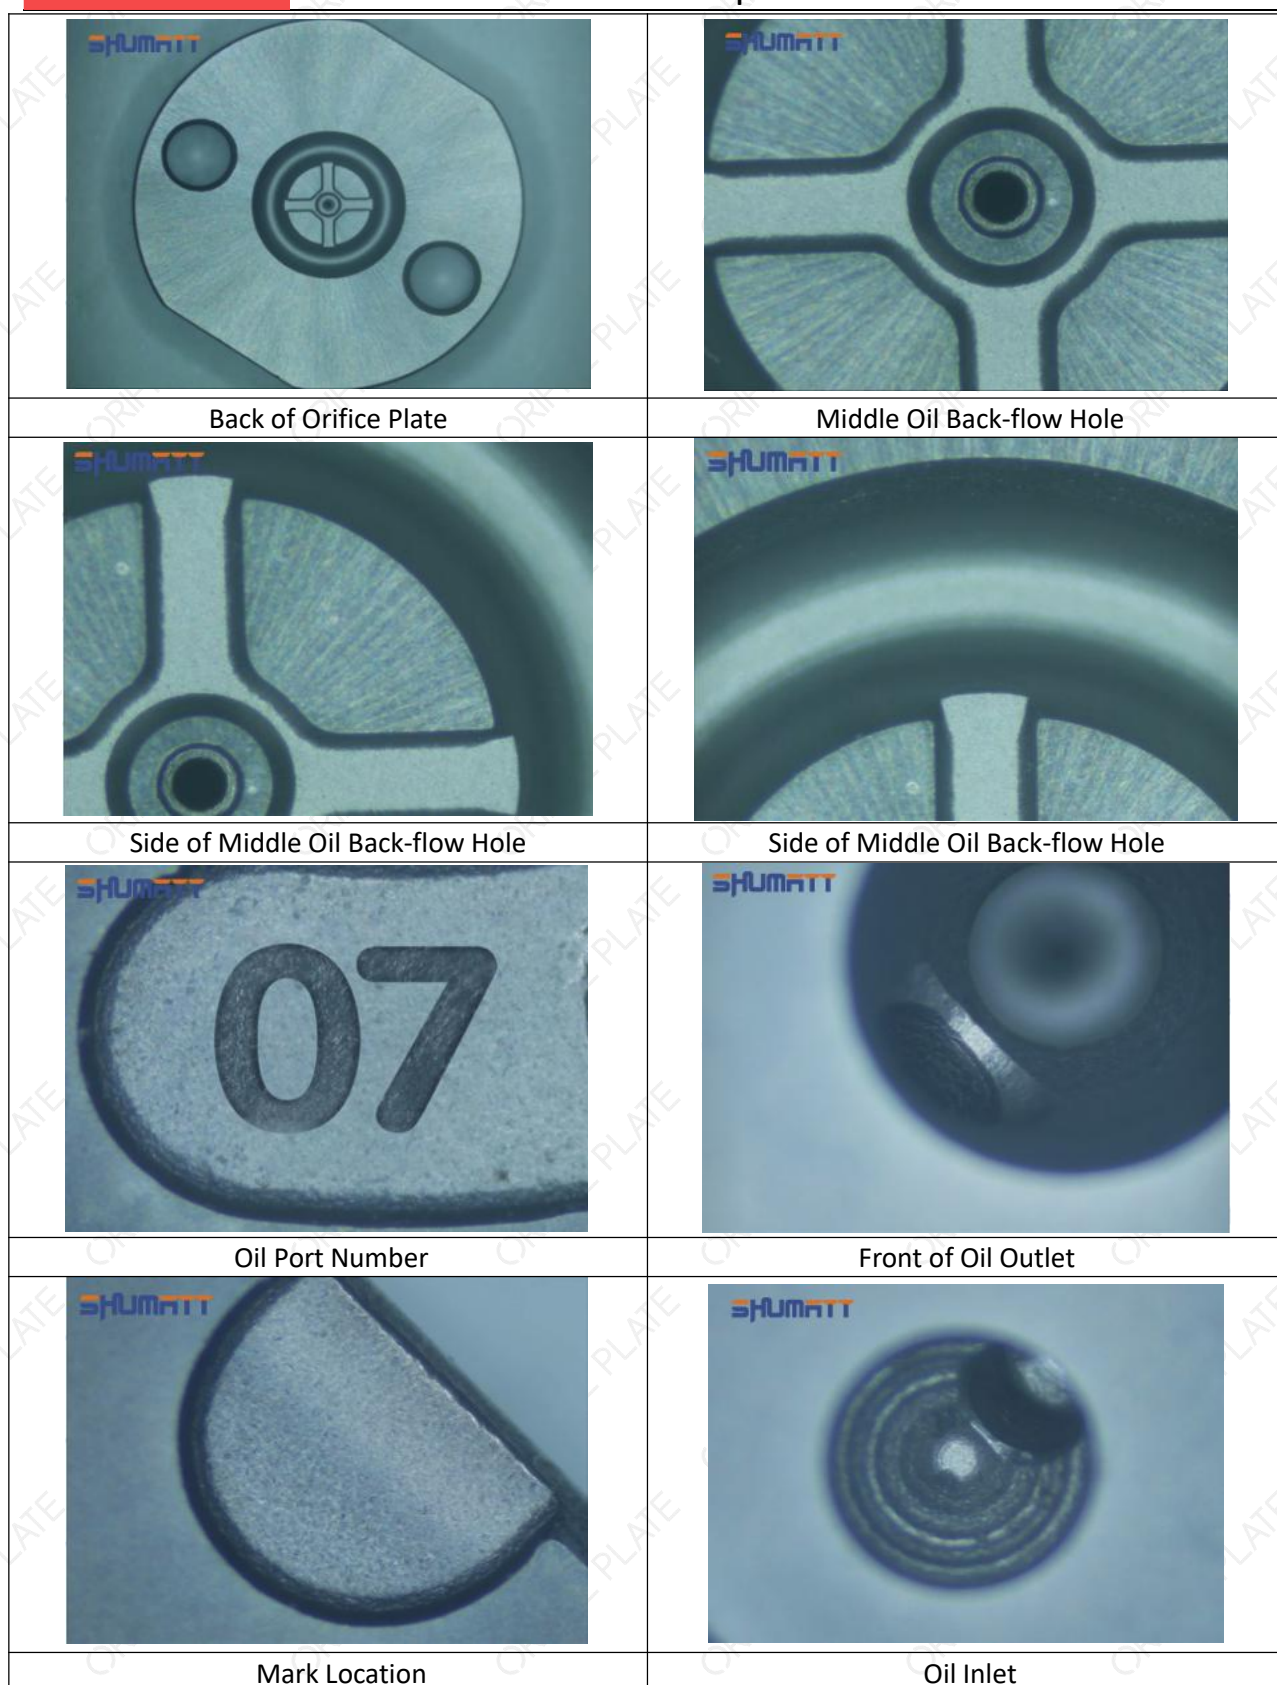 SHUMATT
SHUMATT
Back of Orifice Plate
Middle Oil Back-flow Hole
SHUMATT
SHUMATT
Side of Middle Oil Back-flow Hole
Side of Middle Oil Back-flow Hole
SHUMATT
07
SHUMATT
Oil Port Number
Front of Oil Outlet
SHUMATT
SHUMATT
Mark Location
Oil Inlet